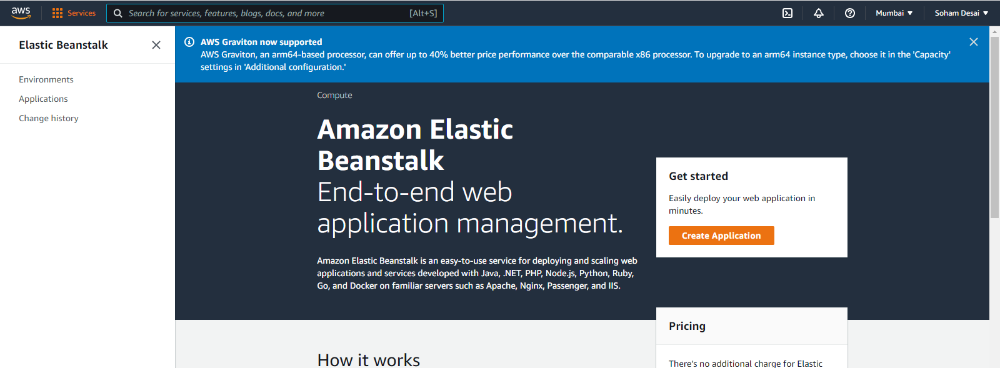 aws
Services
Search for services, features, blogs, docs, and more
[Alt+S]
Mumbai ▼
Soham Desai ▼
Elastic Beanstalk
Environments
Applications
Change history
AWS Graviton now supported
AWS Graviton, an arm64-based processor, can offer up to 40% better price performance over the comparable x86 processor. To upgrade to an arm64 instance type, choose it in the 'Capacity'
settings in 'Additional configuration.'
Compute
Amazon Elastic
Beanstalk
End-to-end web
application management.
Amazon Elastic Beanstalk is an easy-to-use service for deploying and scaling web
applications and services developed with Java, .NET, PHP, Node.js, Python, Ruby,
Go, and Docker on familiar servers such as Apache, Nginx, Passenger, and IIS.
Get started
Easily deploy your web application in
minutes.
Create Application
Pricing
There's no additional charge for Elastic
How it works